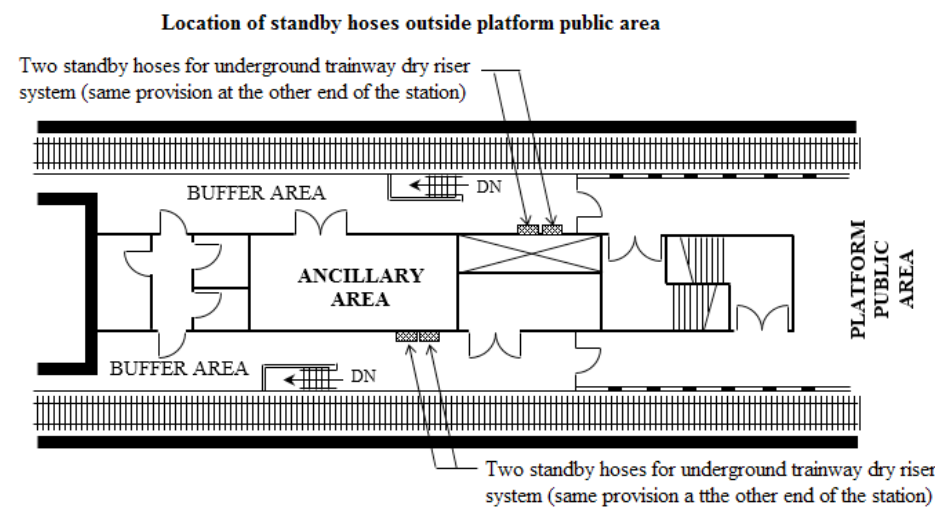 Location of standby hoses outside platform public area
Two standby hoses for underground trainway dry riser
system (same provision at the other end of the station)
DN
BUFFER AREA
ANCILLARY
AREA
PLATFORM
PUBLIC
AREA
BUFFER AREA
DN
Two standby hoses for underground trainway dry riser
system (same provision a tthe other end of the station)